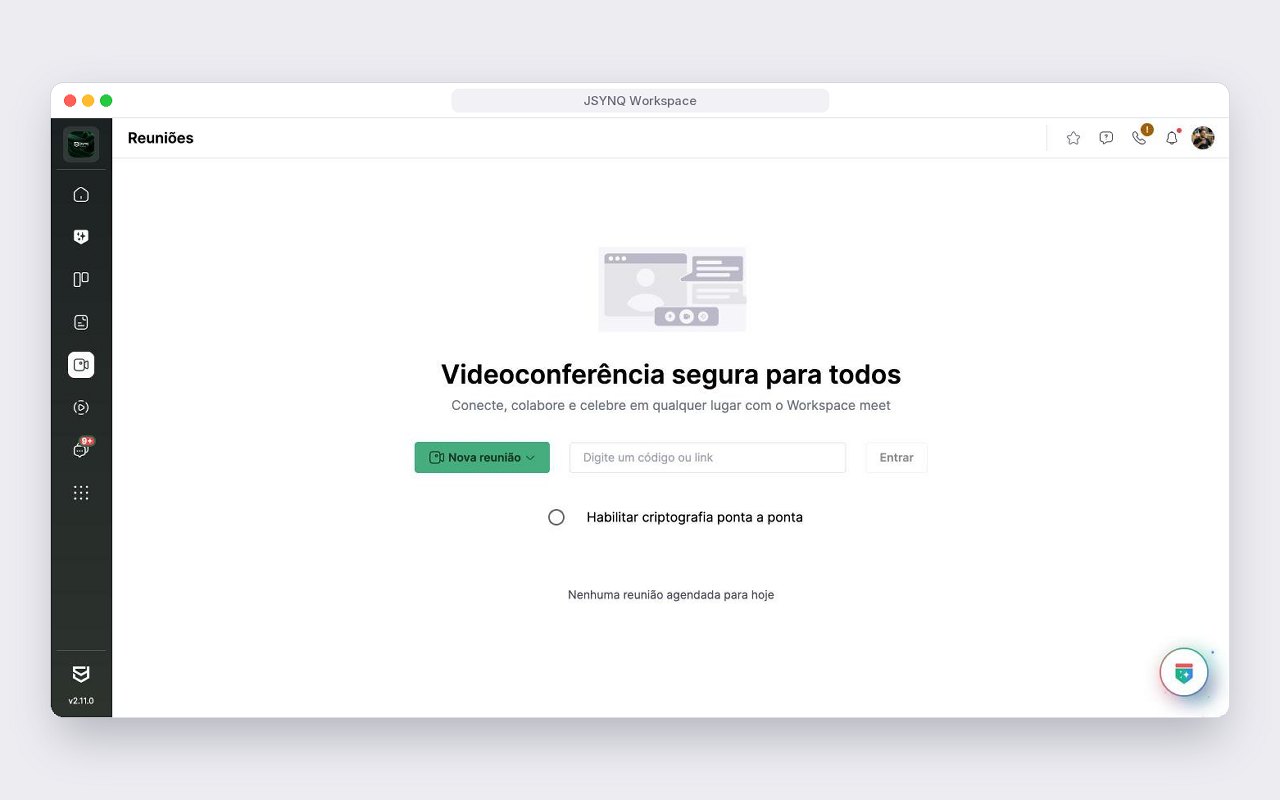 JSYNQ Workspace
Reuniões
!
9+
v2.11.0
Videoconferência segura para todos
Conecte, colabore e celebre em qualquer lugar com o Workspace meet
Nova reunião
Digite um código ou link
Entrar
Habilitar criptografia ponta a ponta
Nenhuma reunião agendada para hoje